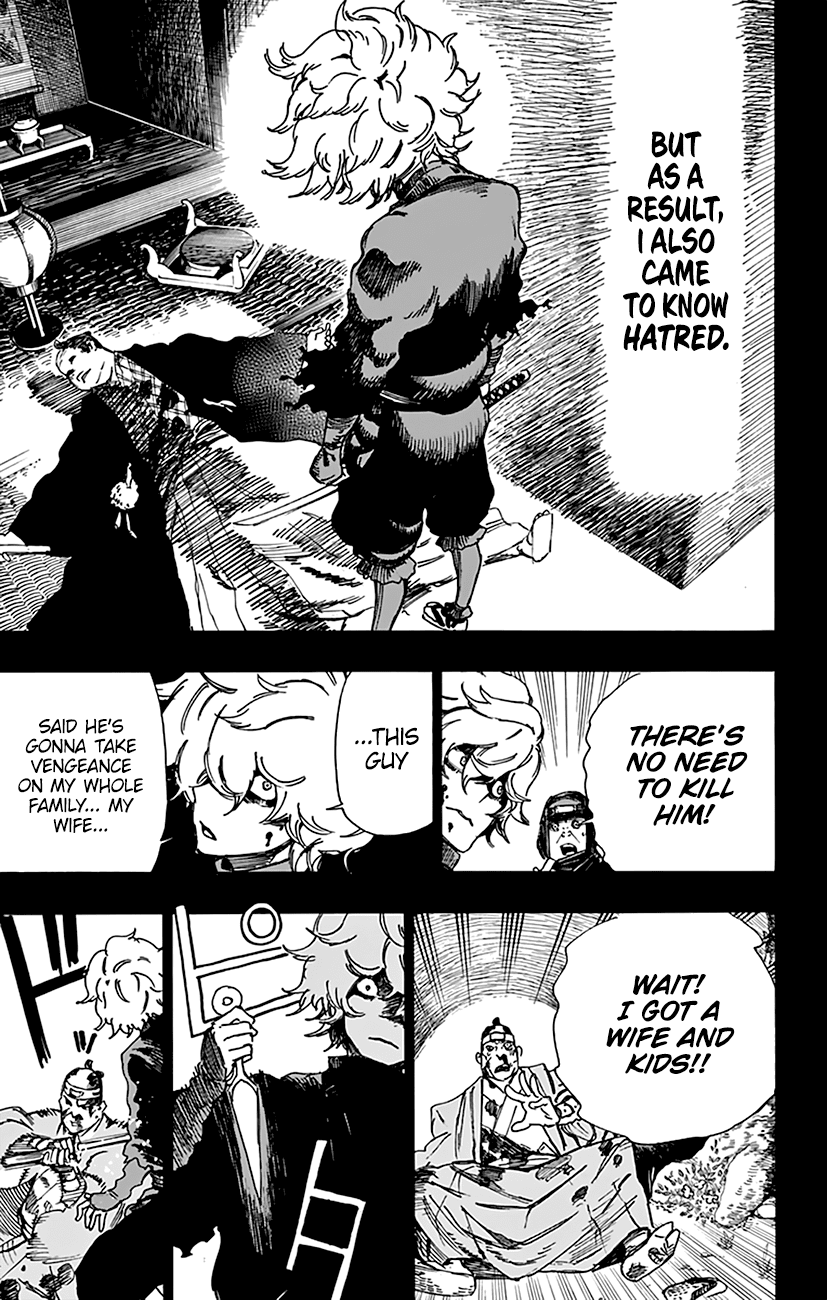 BUT
AS A
RESULT,
I ALSO
CAME
TO KNOW
HATRED.
THERE'S
NO NEED
TO KILL
HIM!
...THIS
GUY
SAID HE'S
GONNA TAKE
VENGEANCE
ON MY WHOLE
FAMILY... MY
WIFE...
WAIT!
I GOT A
WIFE AND
KIDS!!